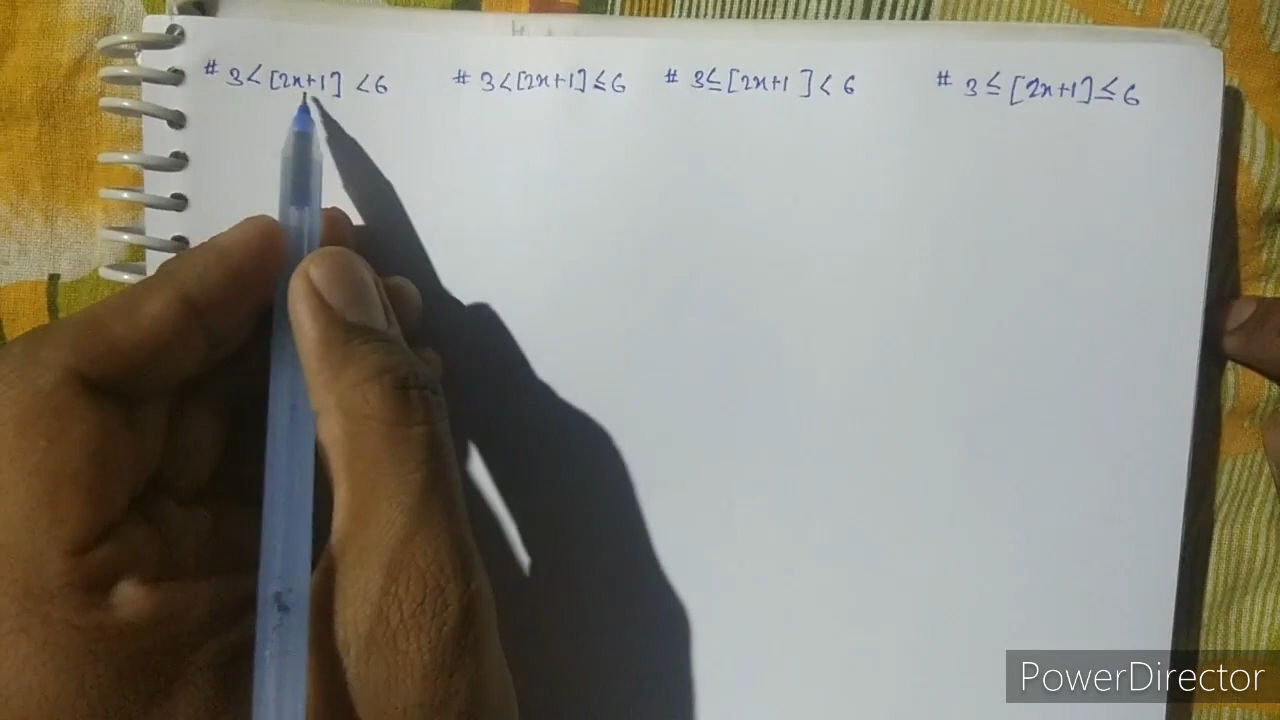 # 3<[2x+1] <6 # 3<[2x+1]≤6 # 3≤[2x+1]<6 # 3≤[2x+1]≤6
PowerDirector